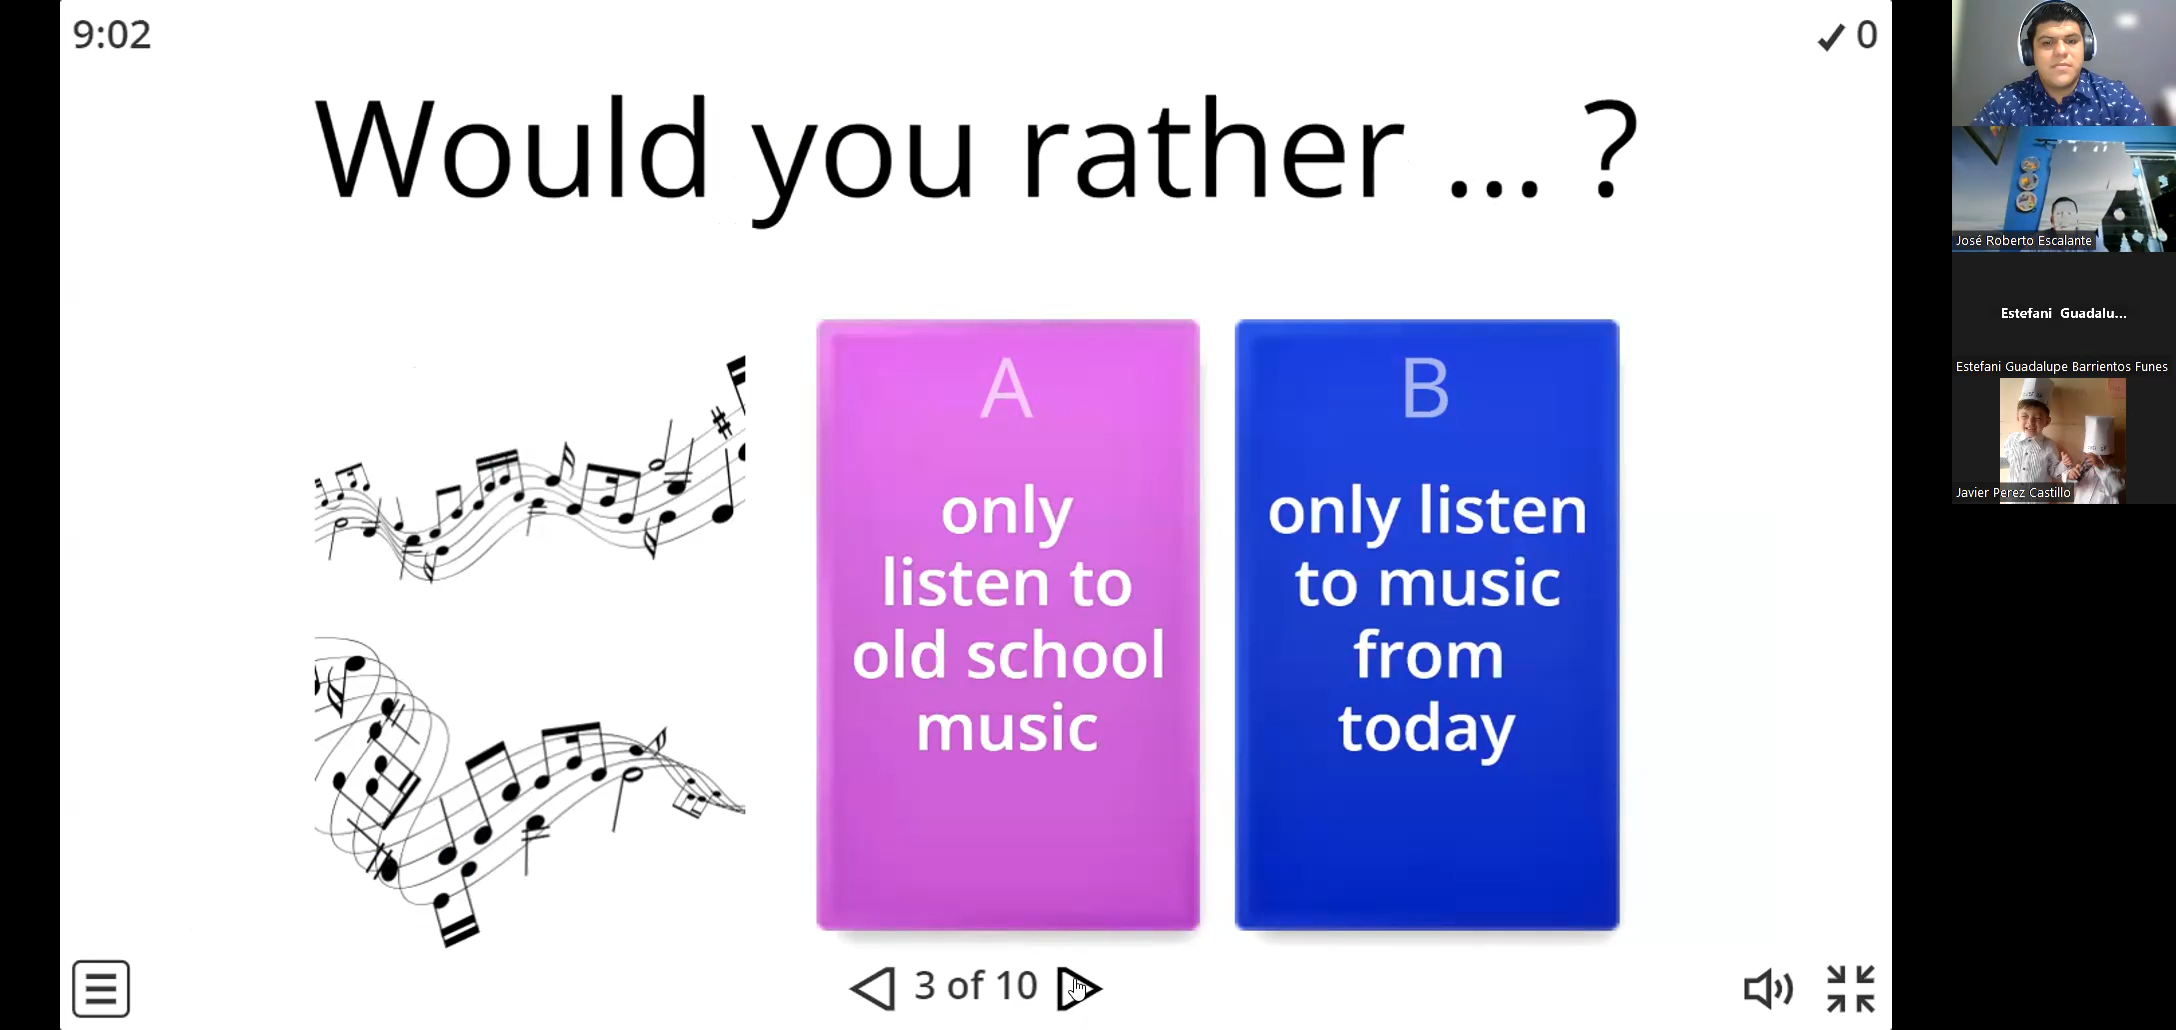 9:02
✓ 0
Would you rather ... ?
A
only
listen to
old school
music
B
only listen
to music
from
today
3 of 10
José Roberto Escalante
Estefani Guadalu...
Estefani Guadalupe Barrientos Funes
Javier Perez Castillo